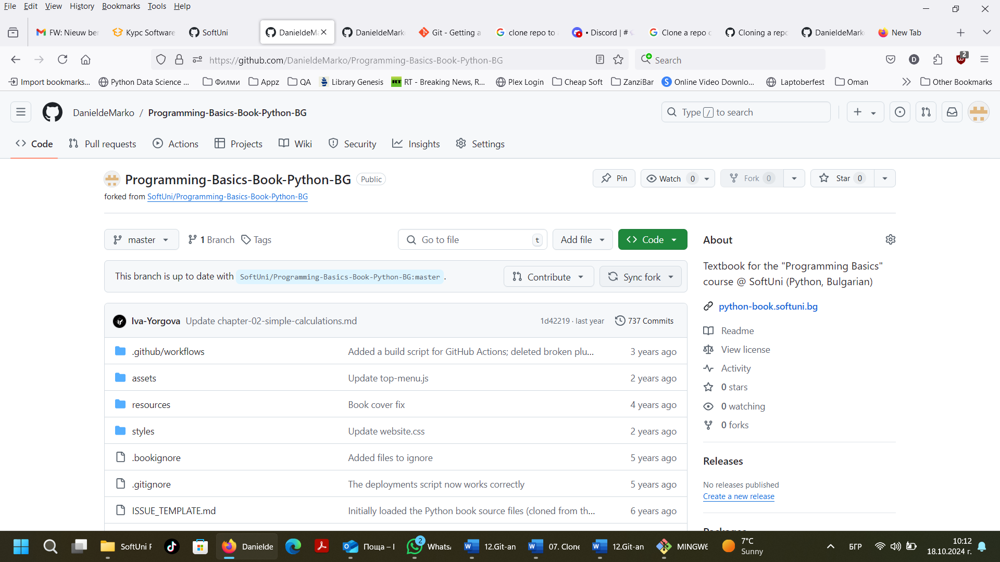 File Edit View History Bookmarks Tools Help
FW: Nieuw ber
Курс Software
SoftUni
DanieldeMa
DanieldeMark
Git - Getting a
clone repo to
• Discord | #
Clone a repo
Cloning a repo
DanieldeMark
New Tab
https://github.com/DanieldeMarko/Programming-Basics-Book-Python-BG
Search
D
2
Import bookmarks... Python Data Science ... Филми Appz QA Library Genesis RT RT - Breaking News, R... Plex Login Cheap Soft ZanziBar S Online Video Downlo... Laptoberfest Oman Other Bookmarks
DanieldeMarko / Programming-Basics-Book-Python-BG
Type / to search
Code Pull requests Actions Projects Wiki Security Insights Settings
Programming-Basics-Book-Python-BG Public
Pin Watch 0 Fork 0 Star 0
forked from SoftUni/Programming-Basics-Book-Python-BG
master 1 Branch Tags
Go to file t Add file Code
This branch is up to date with SoftUni/Programming-Basics-Book-Python-BG:master .
Contribute Sync fork
Iva-Yorgova Update chapter-02-simple-calculations.md 1d42219 · last year 737 Commits
.github/workflows Added a build script for GitHub Actions; deleted broken plu... 3 years ago
assets Update top-menu.js 2 years ago
resources Book cover fix 4 years ago
styles Update website.css 2 years ago
.bookignore Added files to ignore 5 years ago
.gitignore The deployments script now works correctly 5 years ago
ISSUE_TEMPLATE.md Initially loaded the Python book source files (cloned from th... 6 years ago
About
Textbook for the "Programming Basics"
course @ SoftUni (Python, Bulgarian)
python-book.softuni.bg
Readme
View license
Activity
0 stars
0 watching
0 forks
Releases
No releases published
Create a new release
Packages
SoftUni
Danielde
Поща –
2
Whats
12.Git-an
07. Clone
12.Git-an
MINGW6
7°C
Sunny
БГР
10:12
18.10.2024 г.